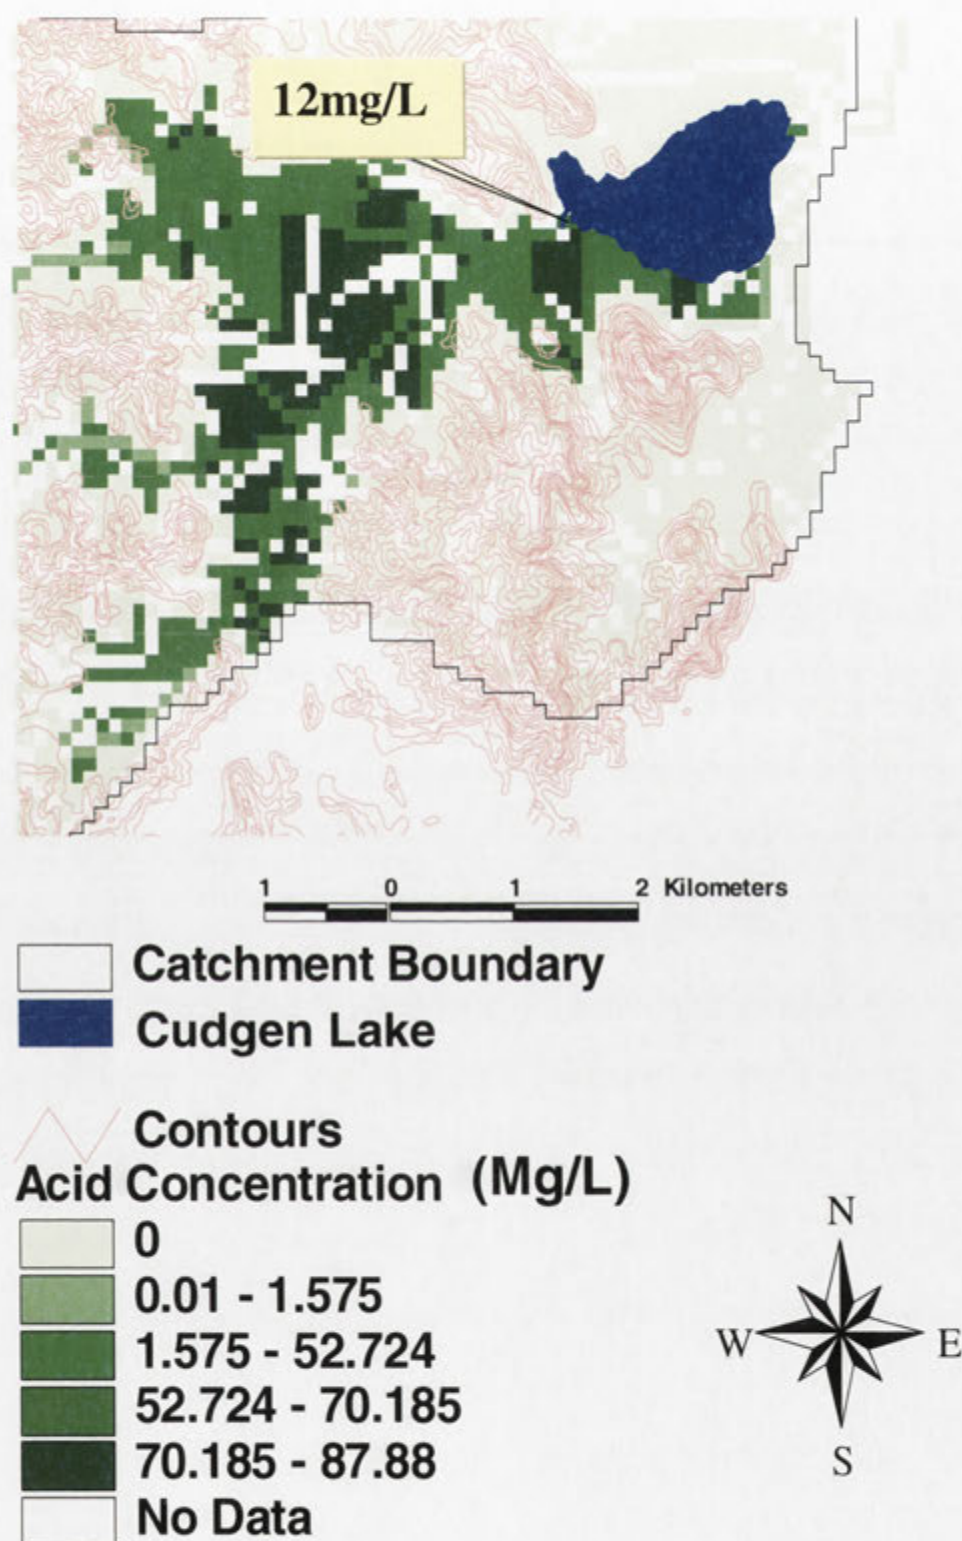 12mg/L
1 0 1 2 Kilometers
Catchment Boundary
Cudgen Lake
Contours
Acid Concentration (Mg/L)
0
0.01 - 1.575
1.575 - 52.724
52.724 - 70.185
70.185 - 87.88
No Data
N
W E
S